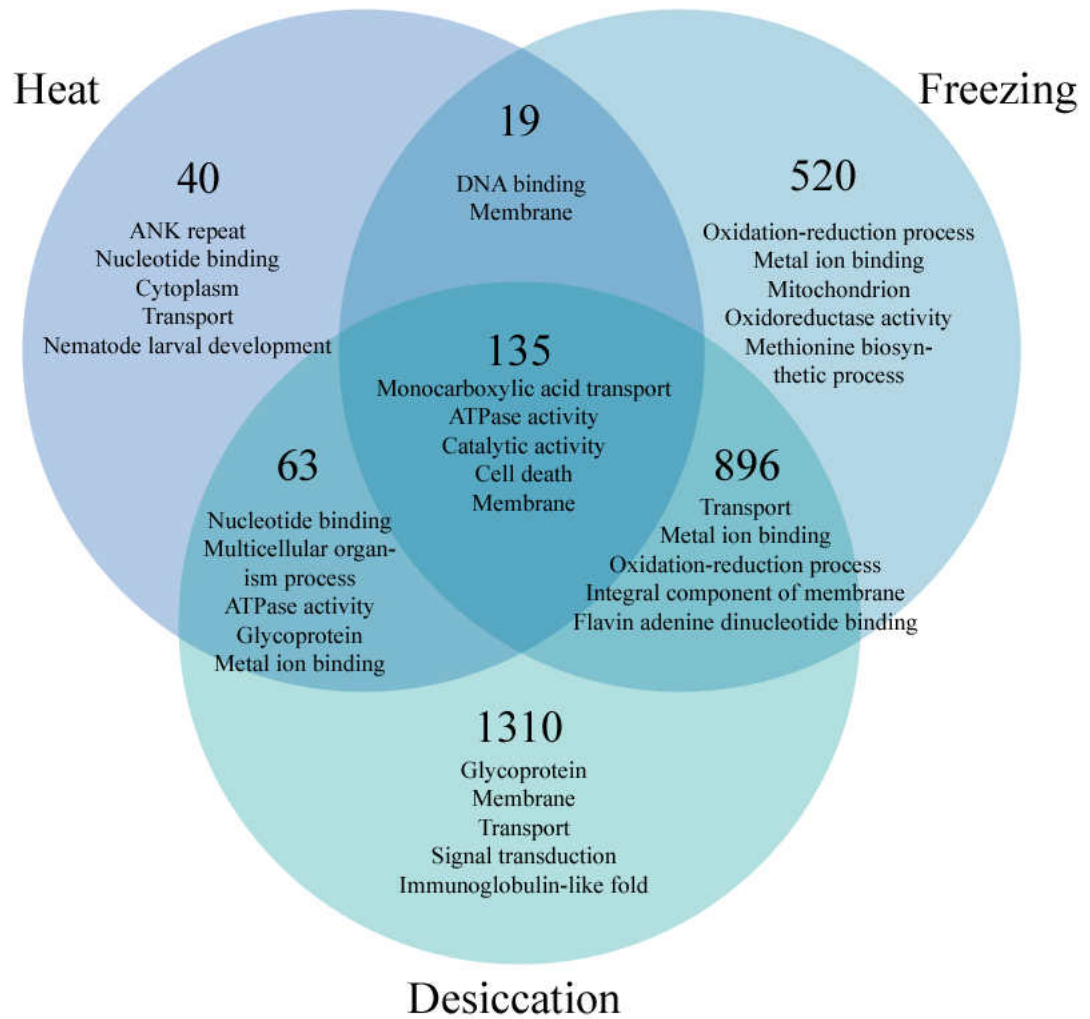 Heat
Freezing
19
DNA binding
Membrane
40
ANK repeat
Nucleotide binding
Cytoplasm
Transport
Nematode larval development
520
Oxidation-reduction process
Metal ion binding
Mitochondrion
Oxidoreductase activity
Methionine biosyn-
thetic process
135
Monocarboxylic acid transport
ATPase activity
Catalytic activity
Cell death
Membrane
63
Nucleotide binding
Multicellular organ-
ism process
ATPase activity
Glycoprotein
Metal ion binding
896
Transport
Metal ion binding
Oxidation-reduction process
Integral component of membrane
Flavin adenine dinucleotide binding
1310
Glycoprotein
Membrane
Transport
Signal transduction
Immunoglobulin-like fold
Desiccation